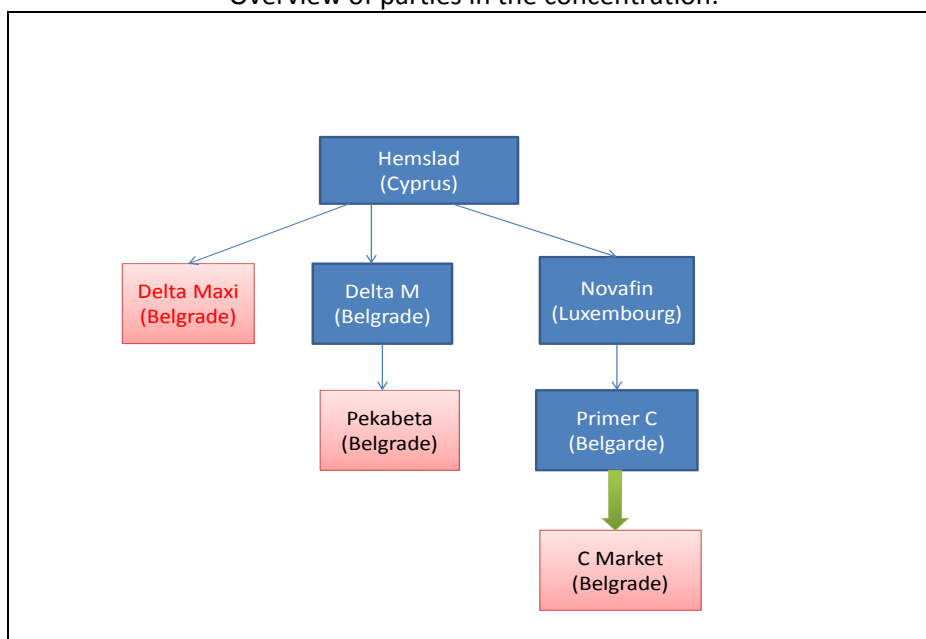 Overview of parties in the concentration.
Hemslad
(Cyprus)
Delta Maxi
(Belgrade)
Delta M
(Belgrade)
Novafin
(Luxembourg)
Pekabeta
(Belgrade)
Primer C
(Belgarde)
C Market
(Belgrade)